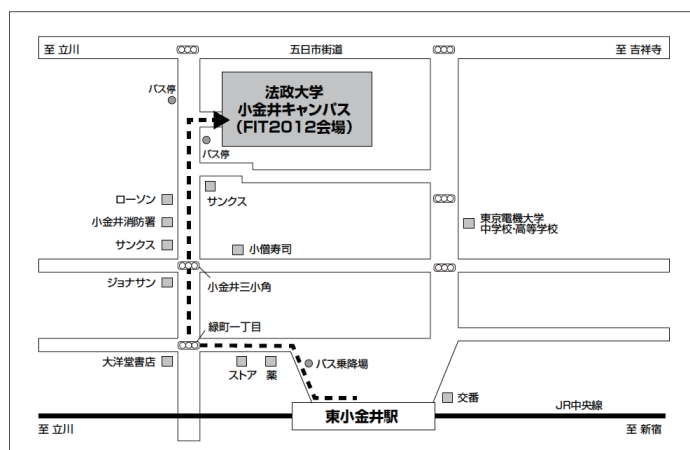 至 立川
五日市街道
至 吉祥寺
バス停
法政大学
小金井キャンパス
(FIT2012会場)
バス停
ローソン
サンクス
小金井消防署
東京電機大学
中学校・高等学校
サンクス
小僧寿司
ジョナサン
小金井三小角
緑町一丁目
大洋堂書店
ストア
薬
バス乗降場
交番
JR中央線
東小金井駅
至 立川
至 新宿